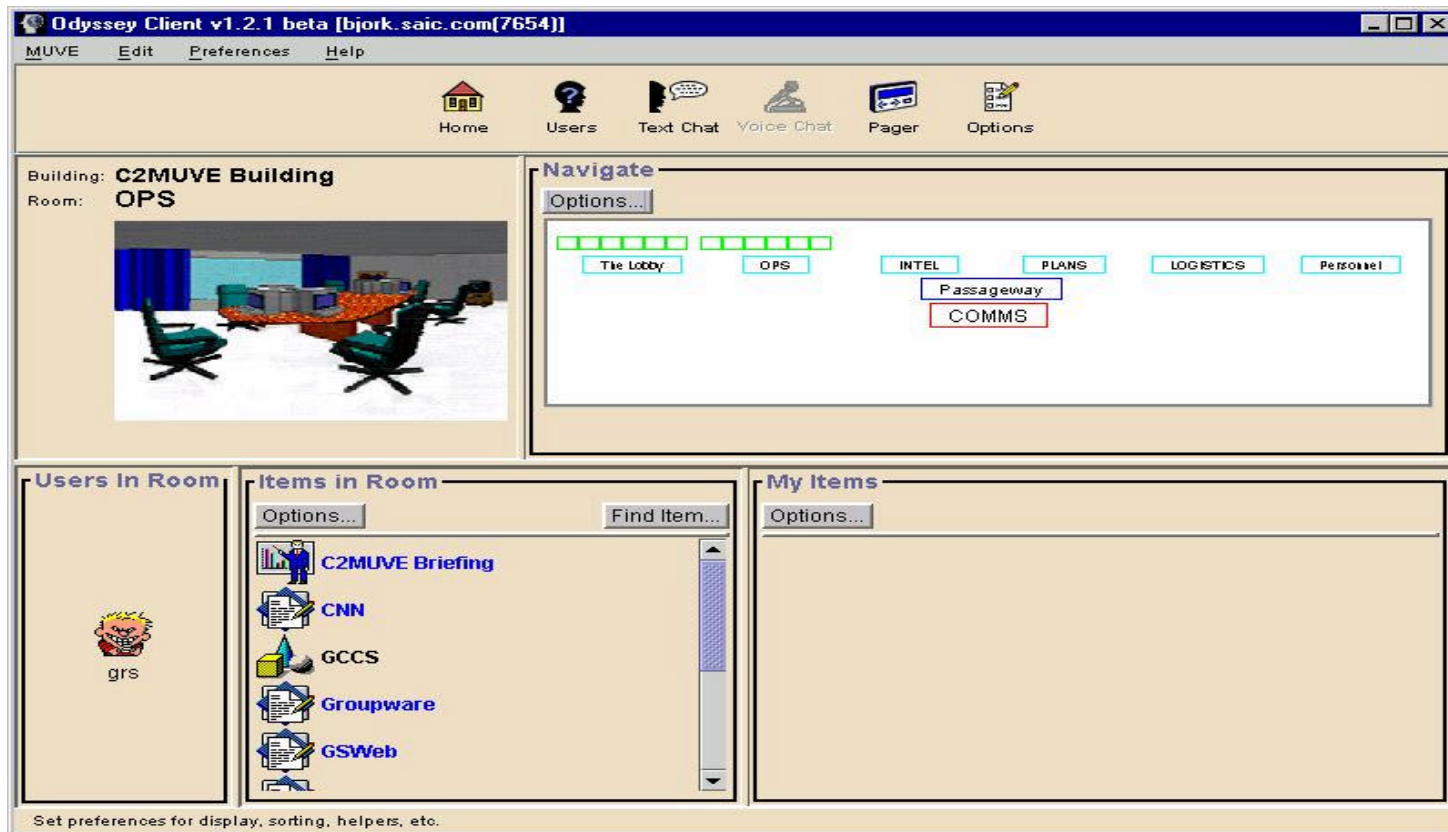 Odyssey Client v1.2.1 beta [bjork.saic.com(7654)]
MUVE Edit Preferences Help
Home Users Text Chat Voice Chat Pager Options
Building: C2MUVE Building
Room: OPS
Navigate
Options...
The Lobby OPS INTEL PLANS LOGISTICS Personnel
Passageway
COMMS
Users In Room
grs
Items in Room
Options... Find Item...
C2MUVE Briefing
CNN
GCCS
Groupware
GSWeb
My Items
Options...
Set preferences for display, sorting, helpers, etc.